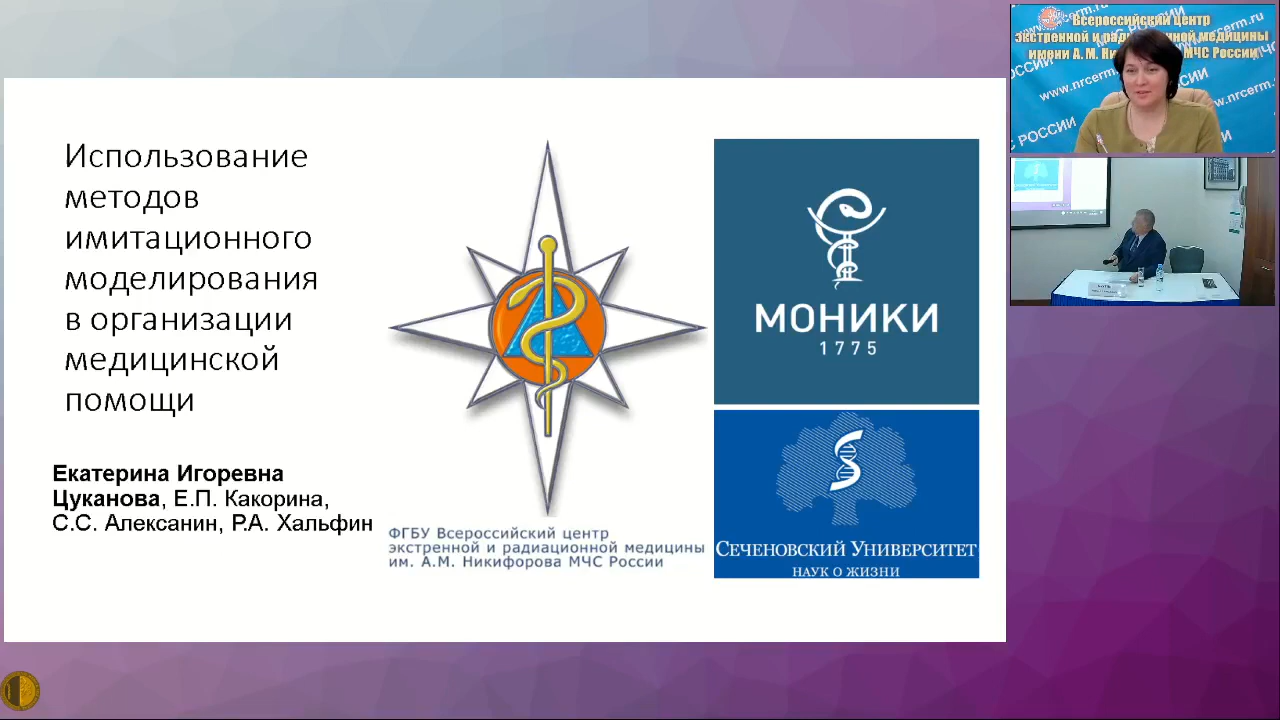 Использование
методов
имитационного
моделирования
в организации
медицинской
помощи
Екатерина Игоревна
Цуканова, Е.П. Какорина,
С.С. Алексанин, Р.А. Хальфин
ФГБУ Всероссийский центр
экстренной и радиационной медицины
им. А.М. Никифорова МЧС России
МОНИКИ
1775
СЕЧЕНОВСКИЙ УНИВЕРСИТЕТ
НАУК О ЖИЗНИ
Всероссийский центр
экстренной и радиационной медицины
имени А. М. МЧС России
www.nrcerm.ru
РОССИИ